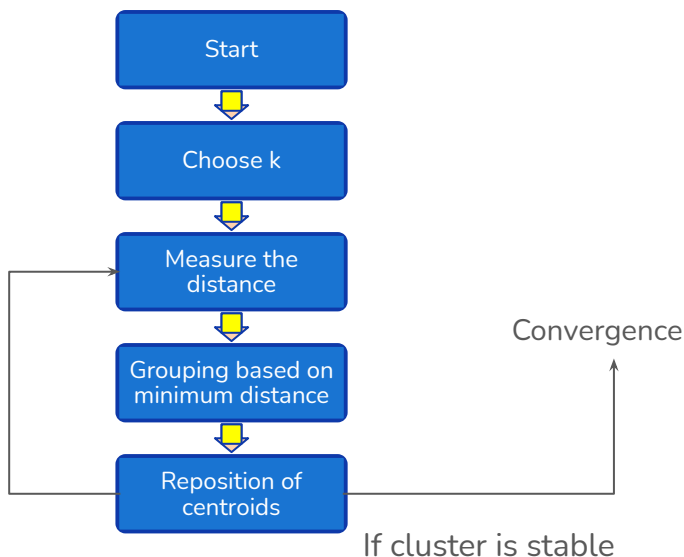 Start
Choose k
Measure the
distance
Grouping based on
minimum distance
Convergence
Reposition of
centroids
If cluster is stable